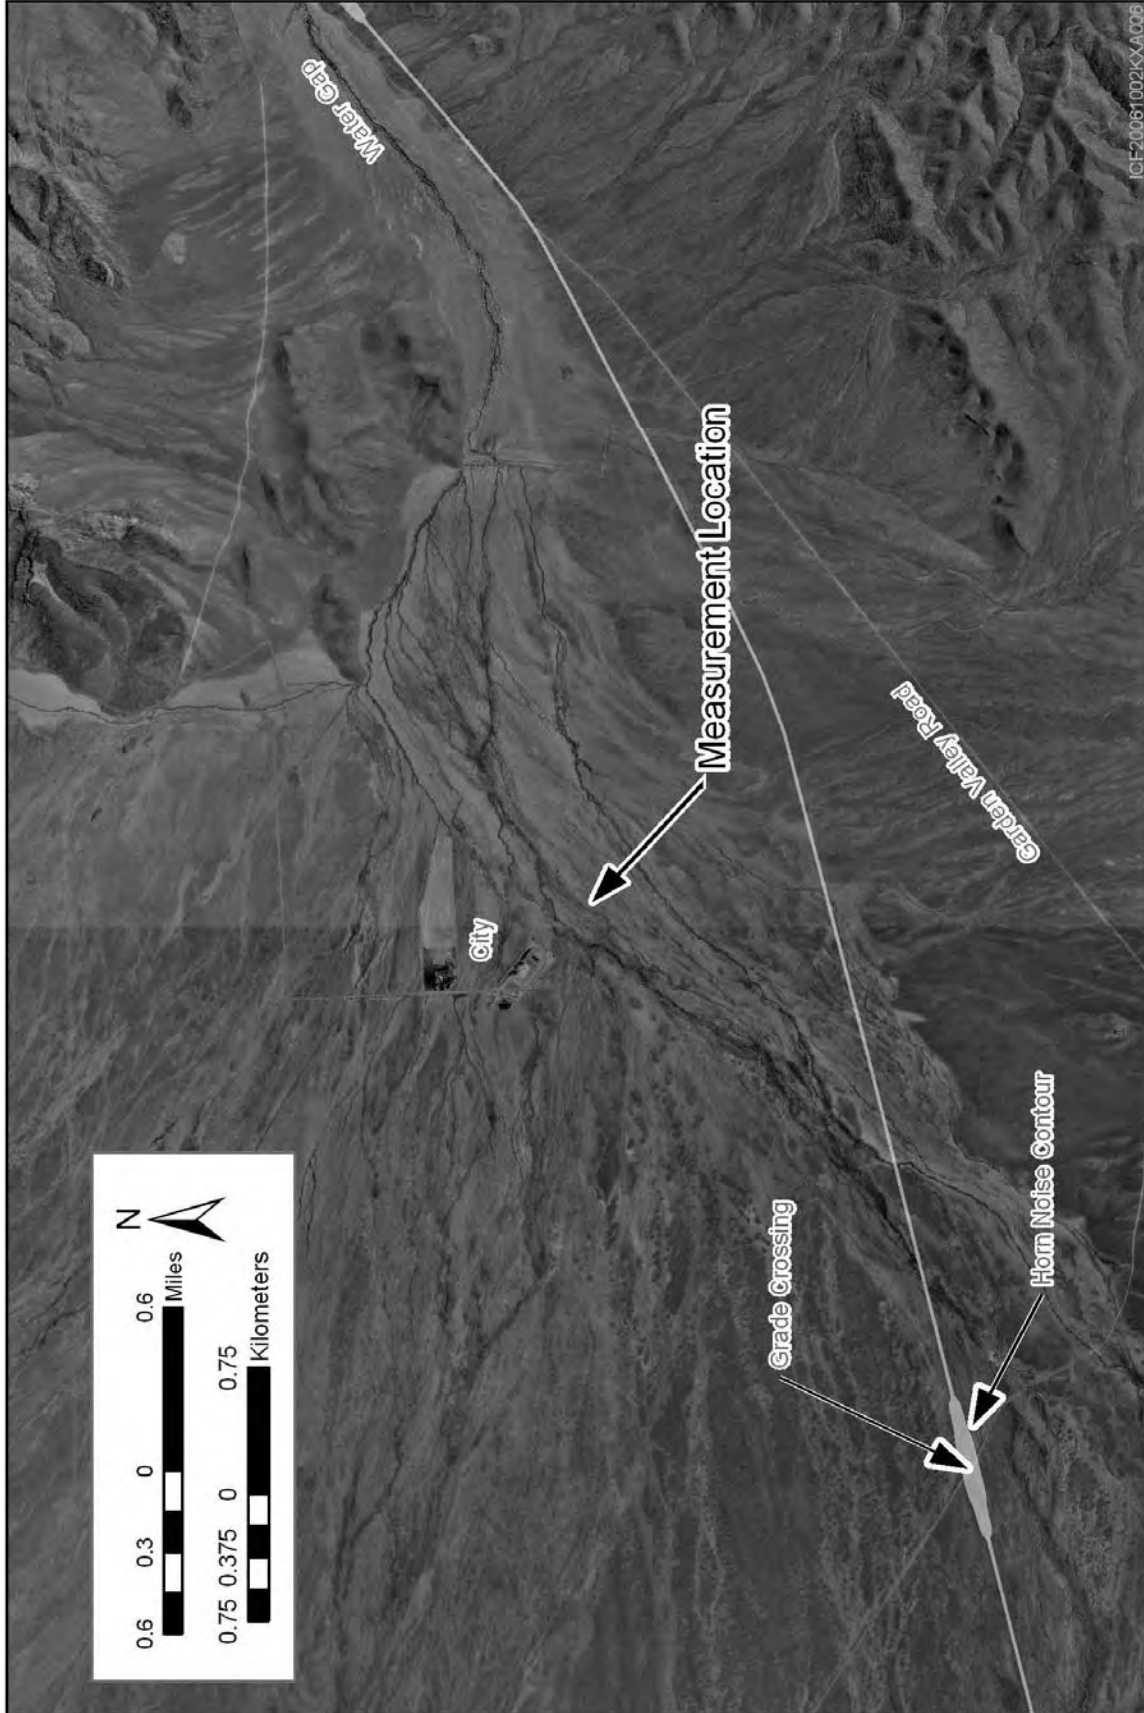 0.6 0.3 0 0.6
Miles
0.75 0.375 0 0.75
Kilometers
N
Water Gap
City
Measurement Location
Garden Valley Road
Grade Crossing
Horn Noise Contour
ICF20061002KXA006